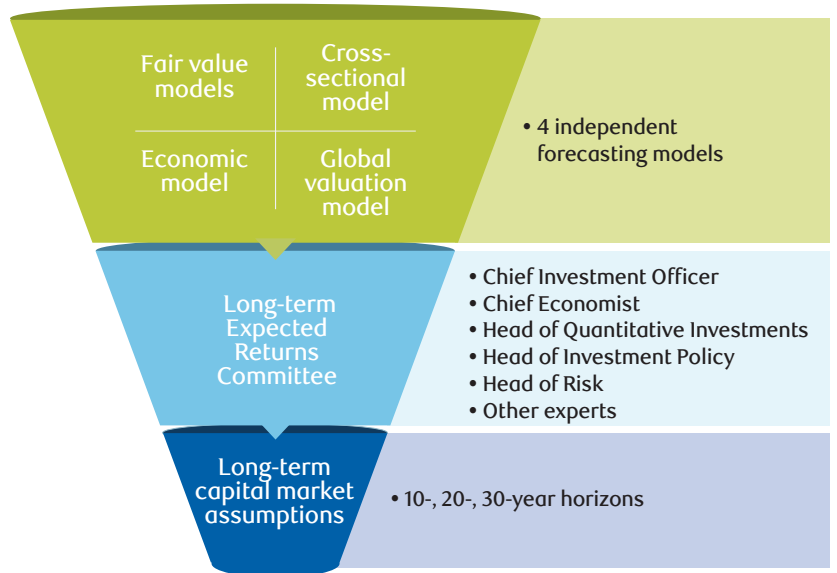 Fair value
models
Cross-
sectional
model
Economic
model
Global
valuation
model
• 4 independent
forecasting models
Long-term
Expected
Returns
Committee
• Chief Investment Officer
• Chief Economist
• Head of Quantitative Investments
• Head of Investment Policy
• Head of Risk
• Other experts
Long-term
capital market
assumptions
• 10-, 20-, 30-year horizons